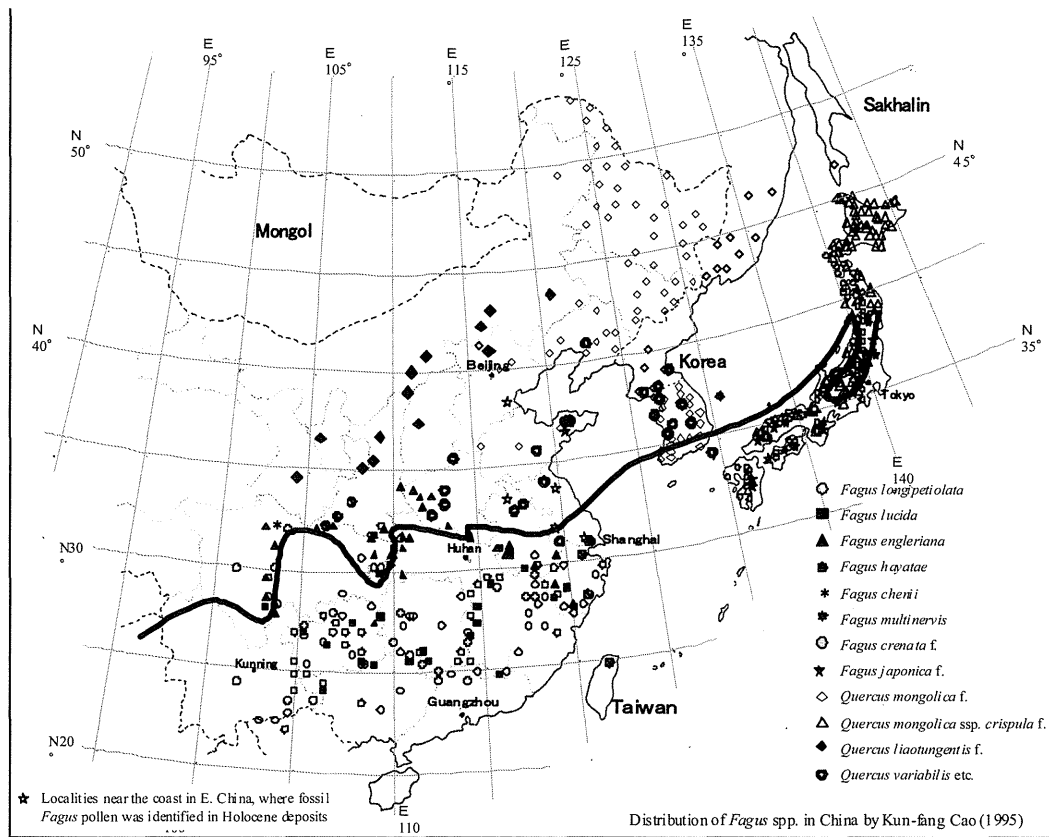 E
95°
E
105°
E
115
E
125°
E
135
Sakhalin
N
50°
N
45°
Mongol
N
40°
N
35°
Beijing
Korea
Tokyo
E
140
N30
Huhan
Shanghai
Kunning
Guangzhou
Taiwan
N20
E
110
Fagus longipetiolata
Fagus lucida
Fagus engleriana
Fagus hayatae
Fagus chenii
Fagus multinervis
Fagus crenata f.
Fagus japonica f.
Quercus mongolica f.
Quercus mongolica ssp. crispula f.
Quercus liaotungentis f.
Quercus variabilis etc.
Localities near the coast in E. China, where fossil
Fagus pollen was identified in Holocene deposits
Distribution of Fagus spp. in China by Kun-fang Cao (1995)